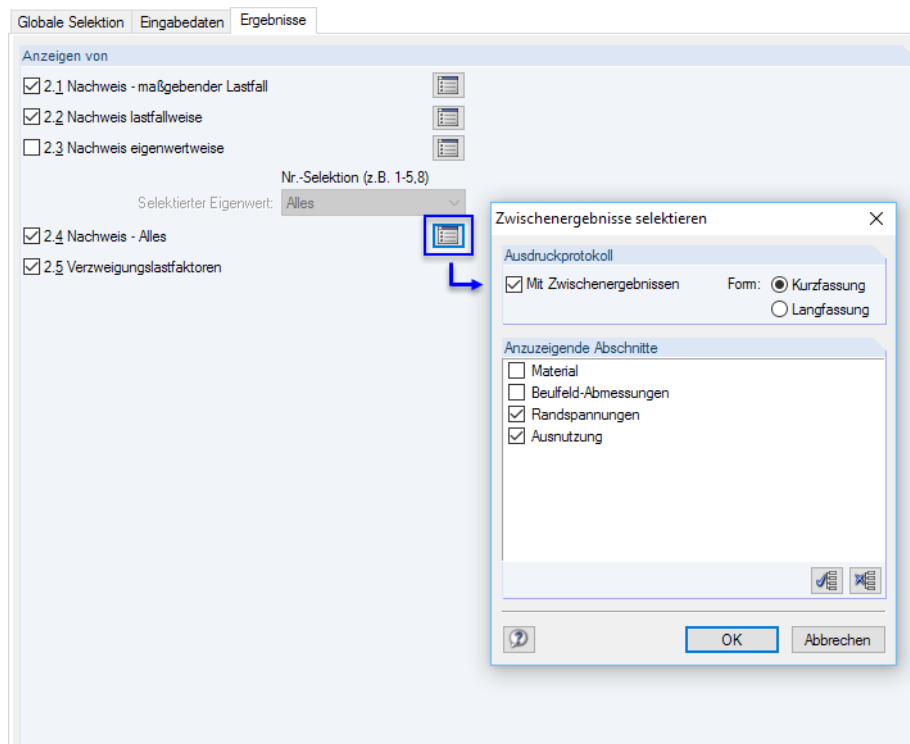 Globale Selektion Eingabedaten Ergebnisse
Anzeigen von
2.1 Nachweis - maßgebender Lastfall
2.2 Nachweis lastfallweise
2.3 Nachweis eigenwertweise
Nr.-Selektion (z.B. 1-5,8)
Selektierter Eigenwert: Alles
2.4 Nachweis - Alles
2.5 Verzweigungslastfaktoren
Zwischenergebnisse selektieren
Ausdruckprotokoll
Mit Zwischenergebnissen Form: Kurzfassung
Langfassung
Anzuzeigende Abschnitte
Material
Beulfeld-Abmessungen
Randspannungen
Ausnutzung
OK Abbrechen